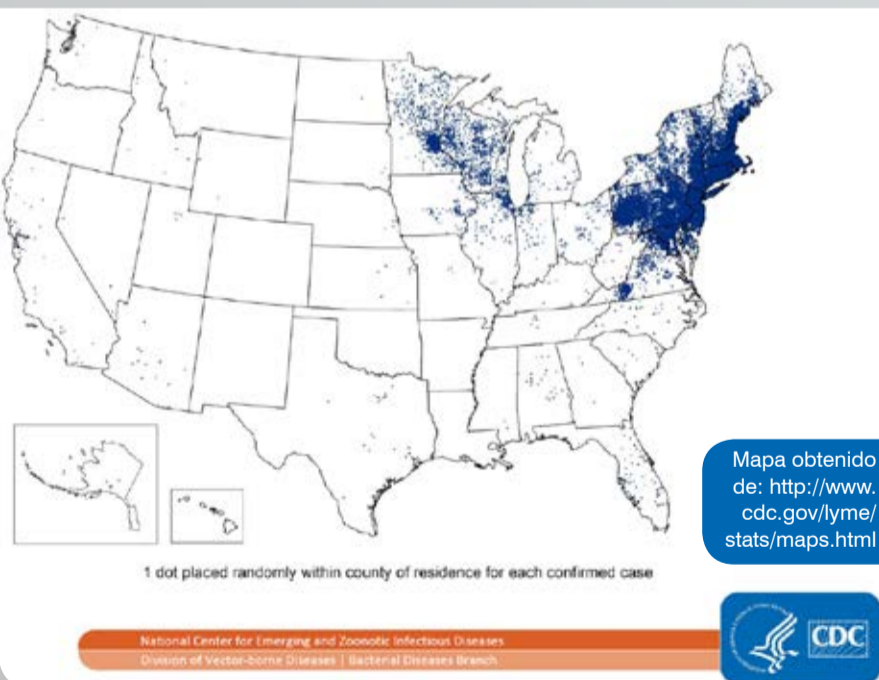 Mapa obtenido
de: http://www.
cdc.gov/lyme/
stats/maps.html
1 dot placed randomly within county of residence for each confirmed case
National Center for Emerging and Zoonotic Infectious Diseases
Division of Vector-borne Diseases | Bacterial Diseases Branch
CDC